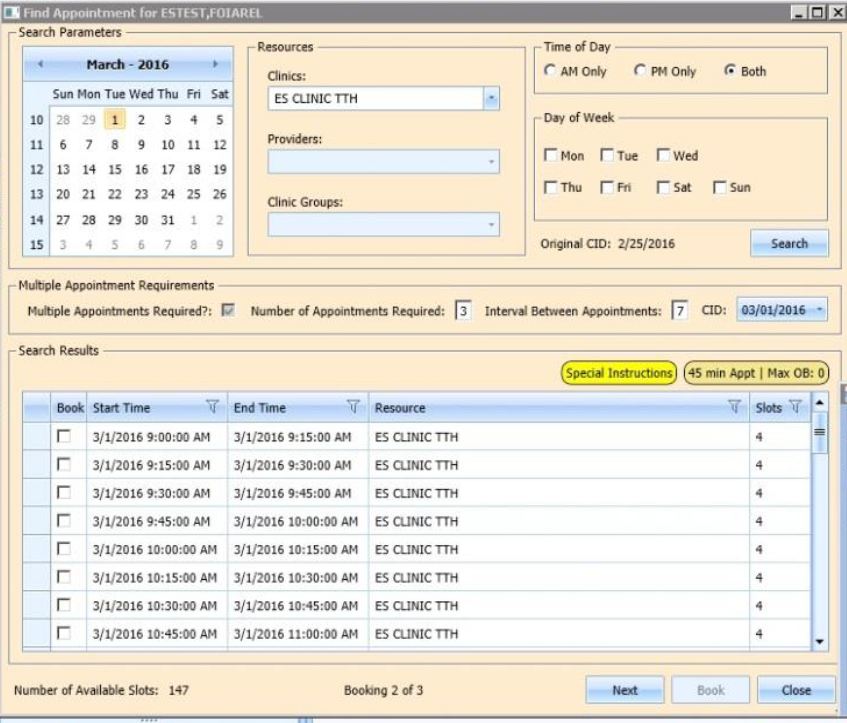 Find Appointment for ESTEST,FOIAREL
Search Parameters
March - 2016
Sun Mon Tue Wed Thu Fri Sat
10 28 29 1 2 3 4 5
11 6 7 8 9 10 11 12
12 13 14 15 16 17 18 19
13 20 21 22 23 24 25 26
14 27 28 29 30 31 1 2
15 3 4 5 6 7 8 9
Resources
Clinics:
ES CLINIC TTH
Providers:
Clinic Groups:
Time of Day
AM Only PM Only Both
Day of Week
Mon Tue Wed
Thu Fri Sat Sun
Original CID: 2/25/2016 Search
Multiple Appointment Requirements
Multiple Appointments Required?: Number of Appointments Required: 3 Interval Between Appointments: 7 CID: 03/01/2016
Search Results
Special Instructions 45 min Appt | Max OB: 0
Book Start Time End Time Resource Slots
3/1/2016 9:00:00 AM 3/1/2016 9:15:00 AM ES CLINIC TTH 4
3/1/2016 9:15:00 AM 3/1/2016 9:30:00 AM ES CLINIC TTH 4
3/1/2016 9:30:00 AM 3/1/2016 9:45:00 AM ES CLINIC TTH 4
3/1/2016 9:45:00 AM 3/1/2016 10:00:00 AM ES CLINIC TTH 4
3/1/2016 10:00:00 AM 3/1/2016 10:15:00 AM ES CLINIC TTH 4
3/1/2016 10:15:00 AM 3/1/2016 10:30:00 AM ES CLINIC TTH 4
3/1/2016 10:30:00 AM 3/1/2016 10:45:00 AM ES CLINIC TTH 4
3/1/2016 10:45:00 AM 3/1/2016 11:00:00 AM ES CLINIC TTH 4
Number of Available Slots: 147 Booking 2 of 3 Next Book Close